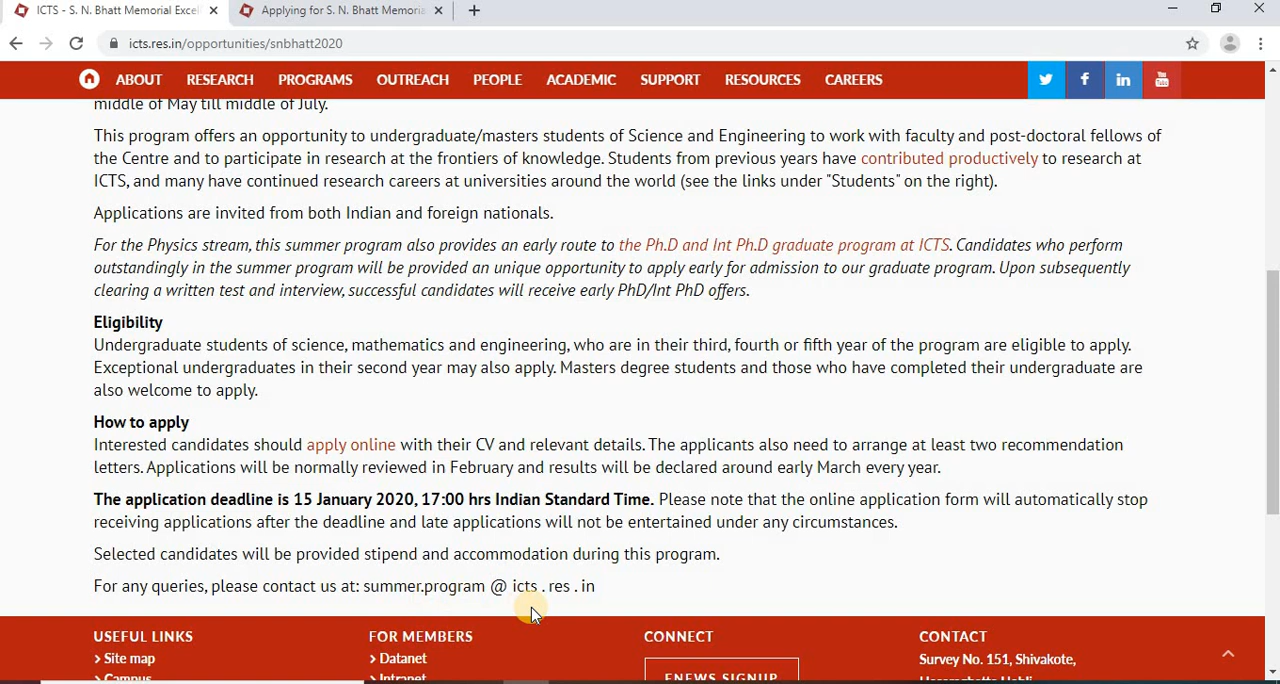 ICTS - S. N. Bhatt Memorial Excel
Applying for S. N. Bhatt Memoria
icts.res.in/opportunities/snbhatt2020
ABOUT RESEARCH PROGRAMS OUTREACH PEOPLE ACADEMIC SUPPORT RESOURCES CAREERS
middle of May till middle of July.
This program offers an opportunity to undergraduate/masters students of Science and Engineering to work with faculty and post-doctoral fellows of
the Centre and to participate in research at the frontiers of knowledge. Students from previous years have contributed productively to research at
ICTS, and many have continued research careers at universities around the world (see the links under "Students" on the right).
Applications are invited from both Indian and foreign nationals.
For the Physics stream, this summer program also provides an early route to the Ph.D and Int Ph.D graduate program at ICTS. Candidates who perform
outstandingly in the summer program will be provided an unique opportunity to apply early for admission to our graduate program. Upon subsequently
clearing a written test and interview, successful candidates will receive early PhD/Int PhD offers.
Eligibility
Undergraduate students of science, mathematics and engineering, who are in their third, fourth or fifth year of the program are eligible to apply.
Exceptional undergraduates in their second year may also apply. Masters degree students and those who have completed their undergraduate are
also welcome to apply.
How to apply
Interested candidates should apply online with their CV and relevant details. The applicants also need to arrange at least two recommendation
letters. Applications will be normally reviewed in February and results will be declared around early March every year.
The application deadline is 15 January 2020, 17:00 hrs Indian Standard Time. Please note that the online application form will automatically stop
receiving applications after the deadline and late applications will not be entertained under any circumstances.
Selected candidates will be provided stipend and accommodation during this program.
For any queries, please contact us at: summer.program @ icts . res . in
USEFUL LINKS FOR MEMBERS CONNECT CONTACT
> Site map > Datanet Survey No. 151, Shivakote,
> Campus > Intranet ENEWS SIGNUP